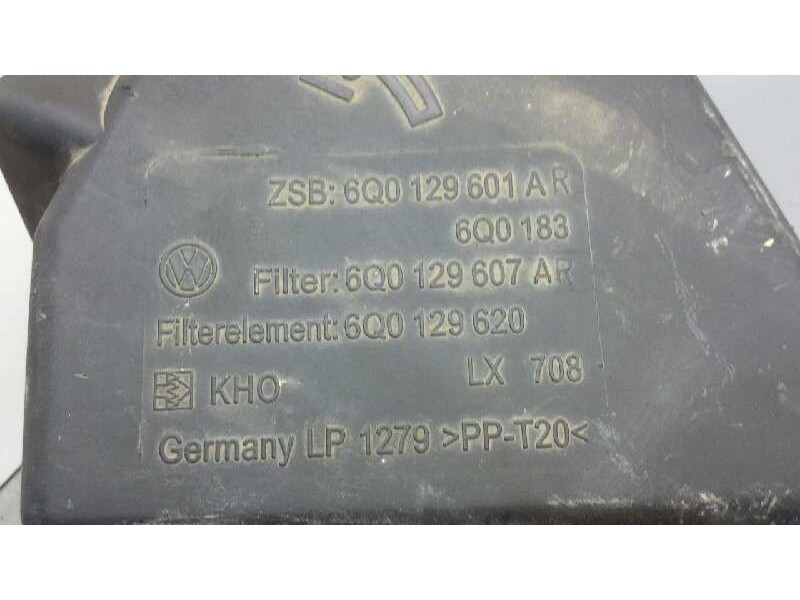 ZSB: 6Q0 129 601 AR
6Q0 183
Filter: 6Q0 129 607 AR
Filterelement: 6Q0 129 620
KHO LX 708
Germany LP 1279 >PP-T20<